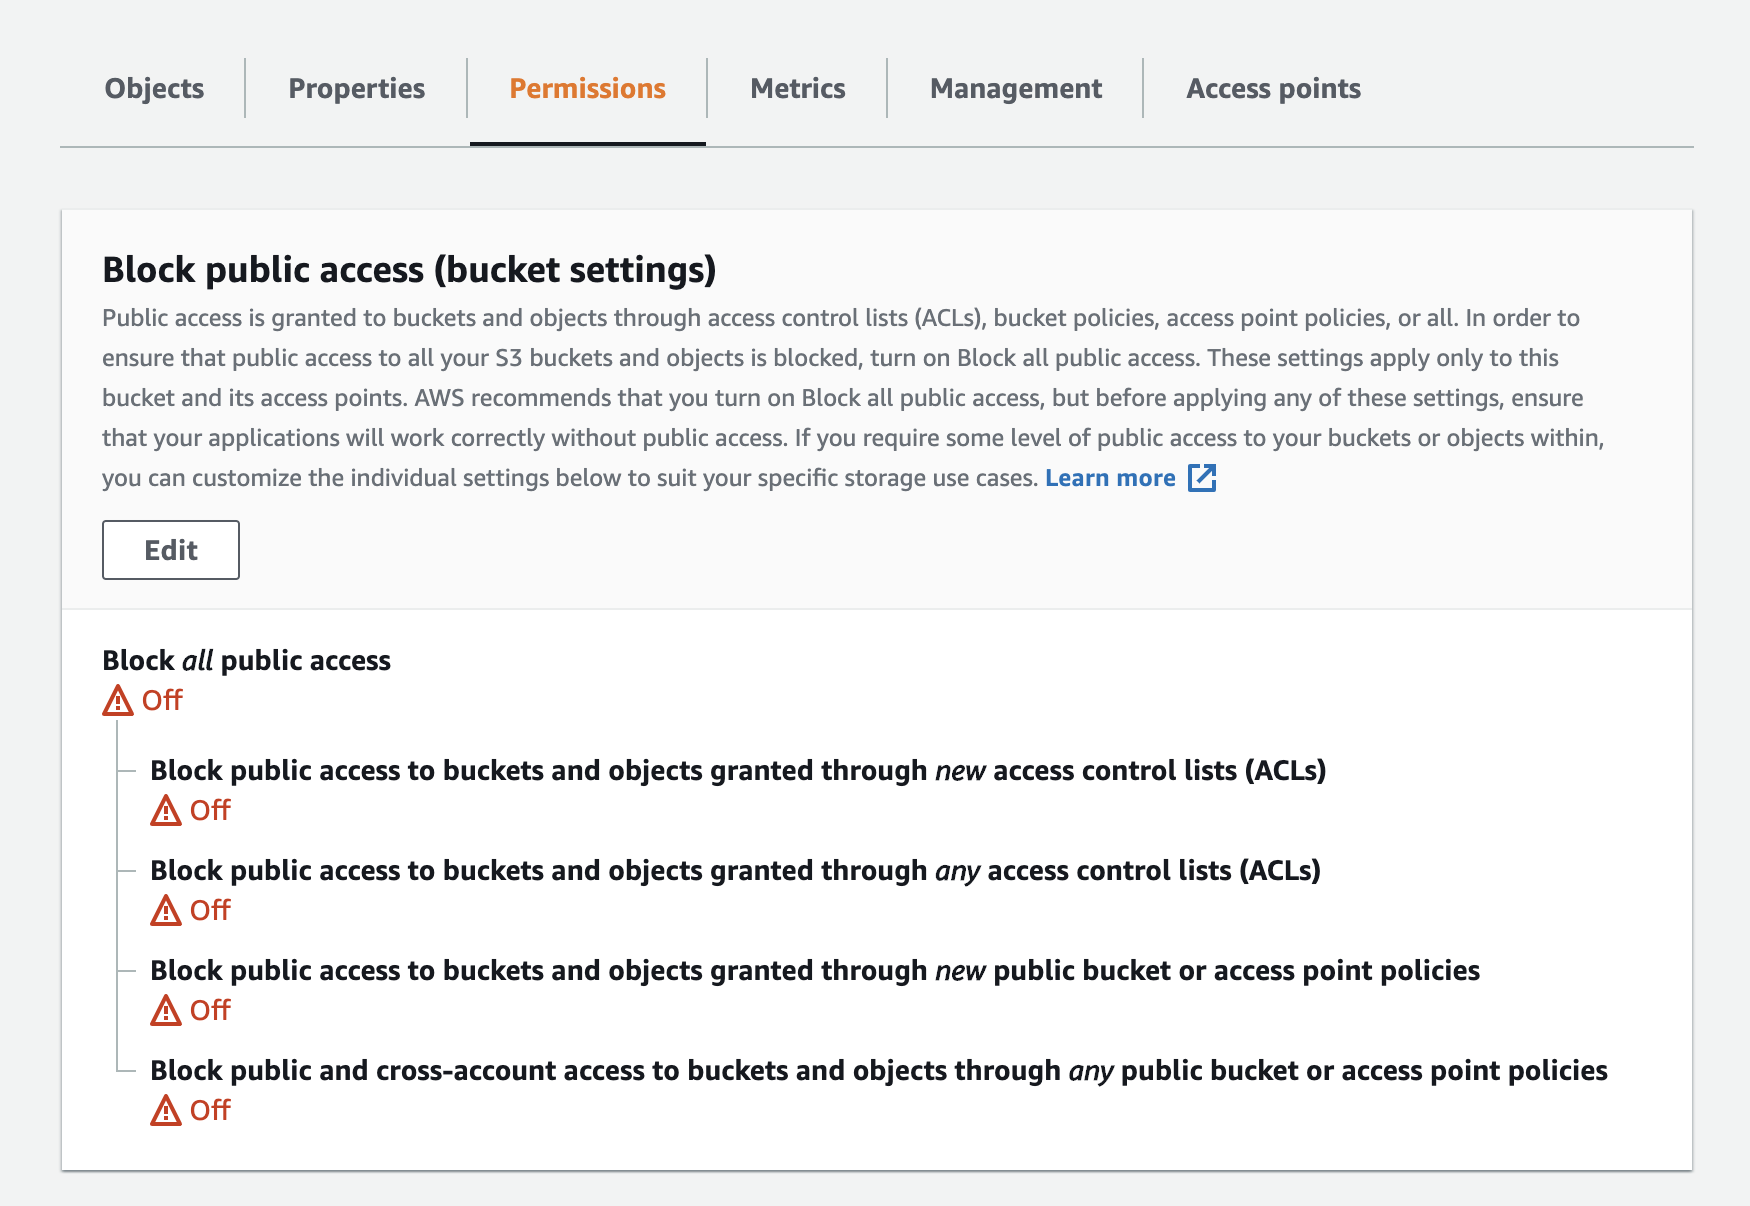 Objects
Properties
Permissions
Metrics
Management
Access points
Block public access (bucket settings)
Public access is granted to buckets and objects through access control lists (ACLs), bucket policies, access point policies, or all. In order to
ensure that public access to all your S3 buckets and objects is blocked, turn on Block all public access. These settings apply only to this
bucket and its access points. AWS recommends that you turn on Block all public access, but before applying any of these settings, ensure
that your applications will work correctly without public access. If you require some level of public access to your buckets or objects within,
you can customize the individual settings below to suit your specific storage use cases. Learn more
Edit
Block all public access
Off
Block public access to buckets and objects granted through new access control lists (ACLs)
Off
Block public access to buckets and objects granted through any access control lists (ACLs)
Off
Block public access to buckets and objects granted through new public bucket or access point policies
Off
Block public and cross-account access to buckets and objects through any public bucket or access point policies
Off